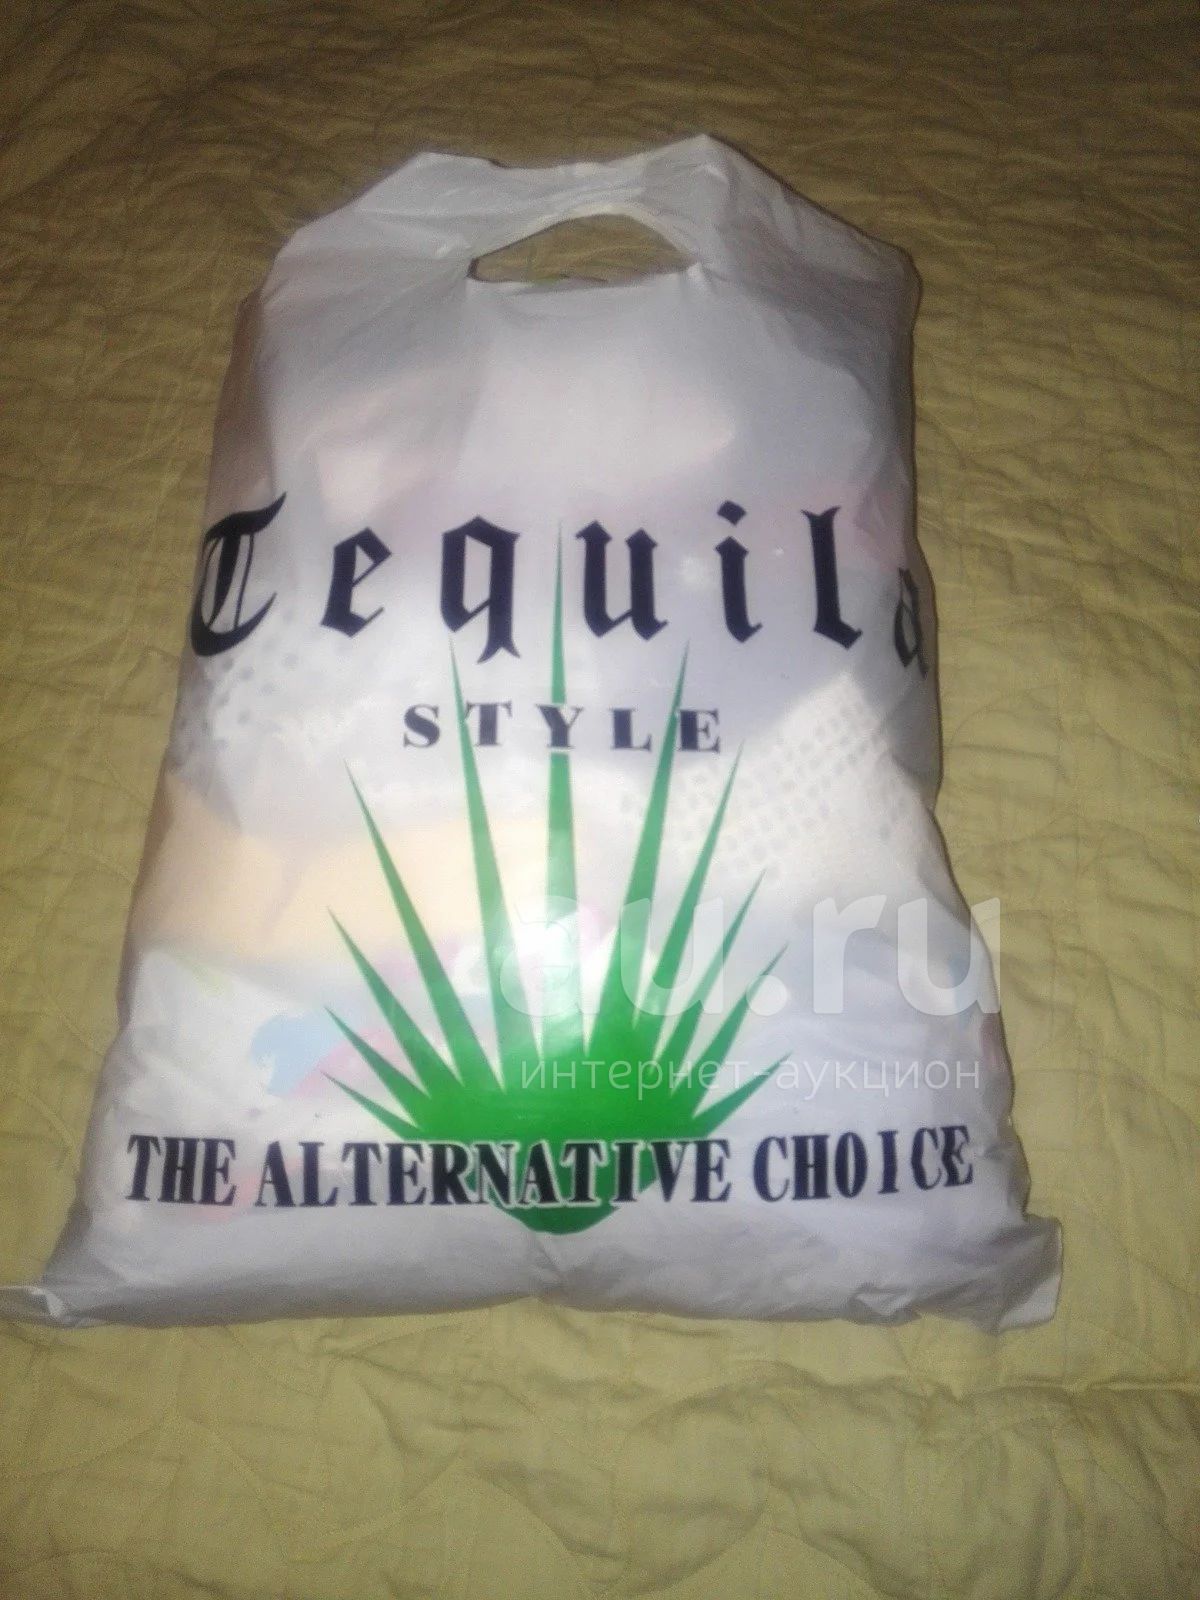 Tequila
STYLE
au.ru
интернет-аукцион
THE ALTERNATIVE CHOICE